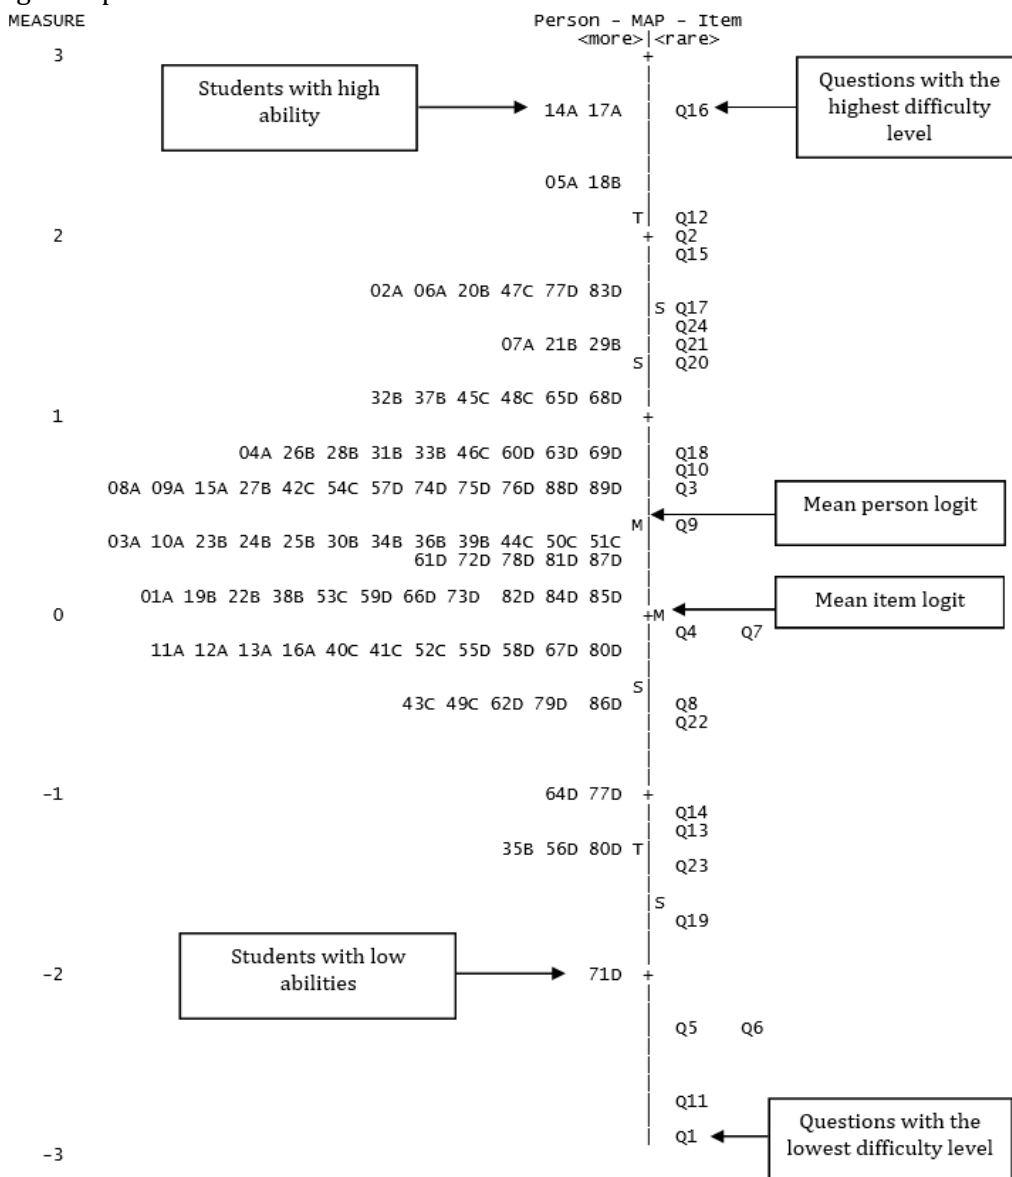 MEASURE Person - MAP - Item
<more>|<rare>
3 +
Students with high
ability
Questions with the
highest difficulty
level
14A 17A Q16
05A 18B
T Q12
2 + Q2
Q15
02A 06A 20B 47C 77D 83D
S Q17
Q24
07A 21B 29B Q21
S Q20
32B 37B 45C 48C 65D 68D
1 +
04A 26B 28B 31B 33B 46C 60D 63D 69D Q18
Q10
08A 09A 15A 27B 42C 54C 57D 74D 75D 76D 88D 89D Q3
Mean person logit
M Q9
03A 10A 23B 24B 25B 30B 34B 36B 39B 44C 50C 51C
61D 72D 78D 81D 87D
01A 19B 22B 38B 53C 59D 66D 73D 82D 84D 85D
Mean item logit
0 +M
Q4 Q7
11A 12A 13A 16A 40C 41C 52C 55D 58D 67D 80D
S
43C 49C 62D 79D 86D Q8
Q22
-1 64D 77D +
Q14
Q13
35B 56D 80D T
Q23
S
Q19
Students with low
abilities
-2 71D +
Q5 Q6
Q11
Q1
Questions with the
lowest difficulty level
-3